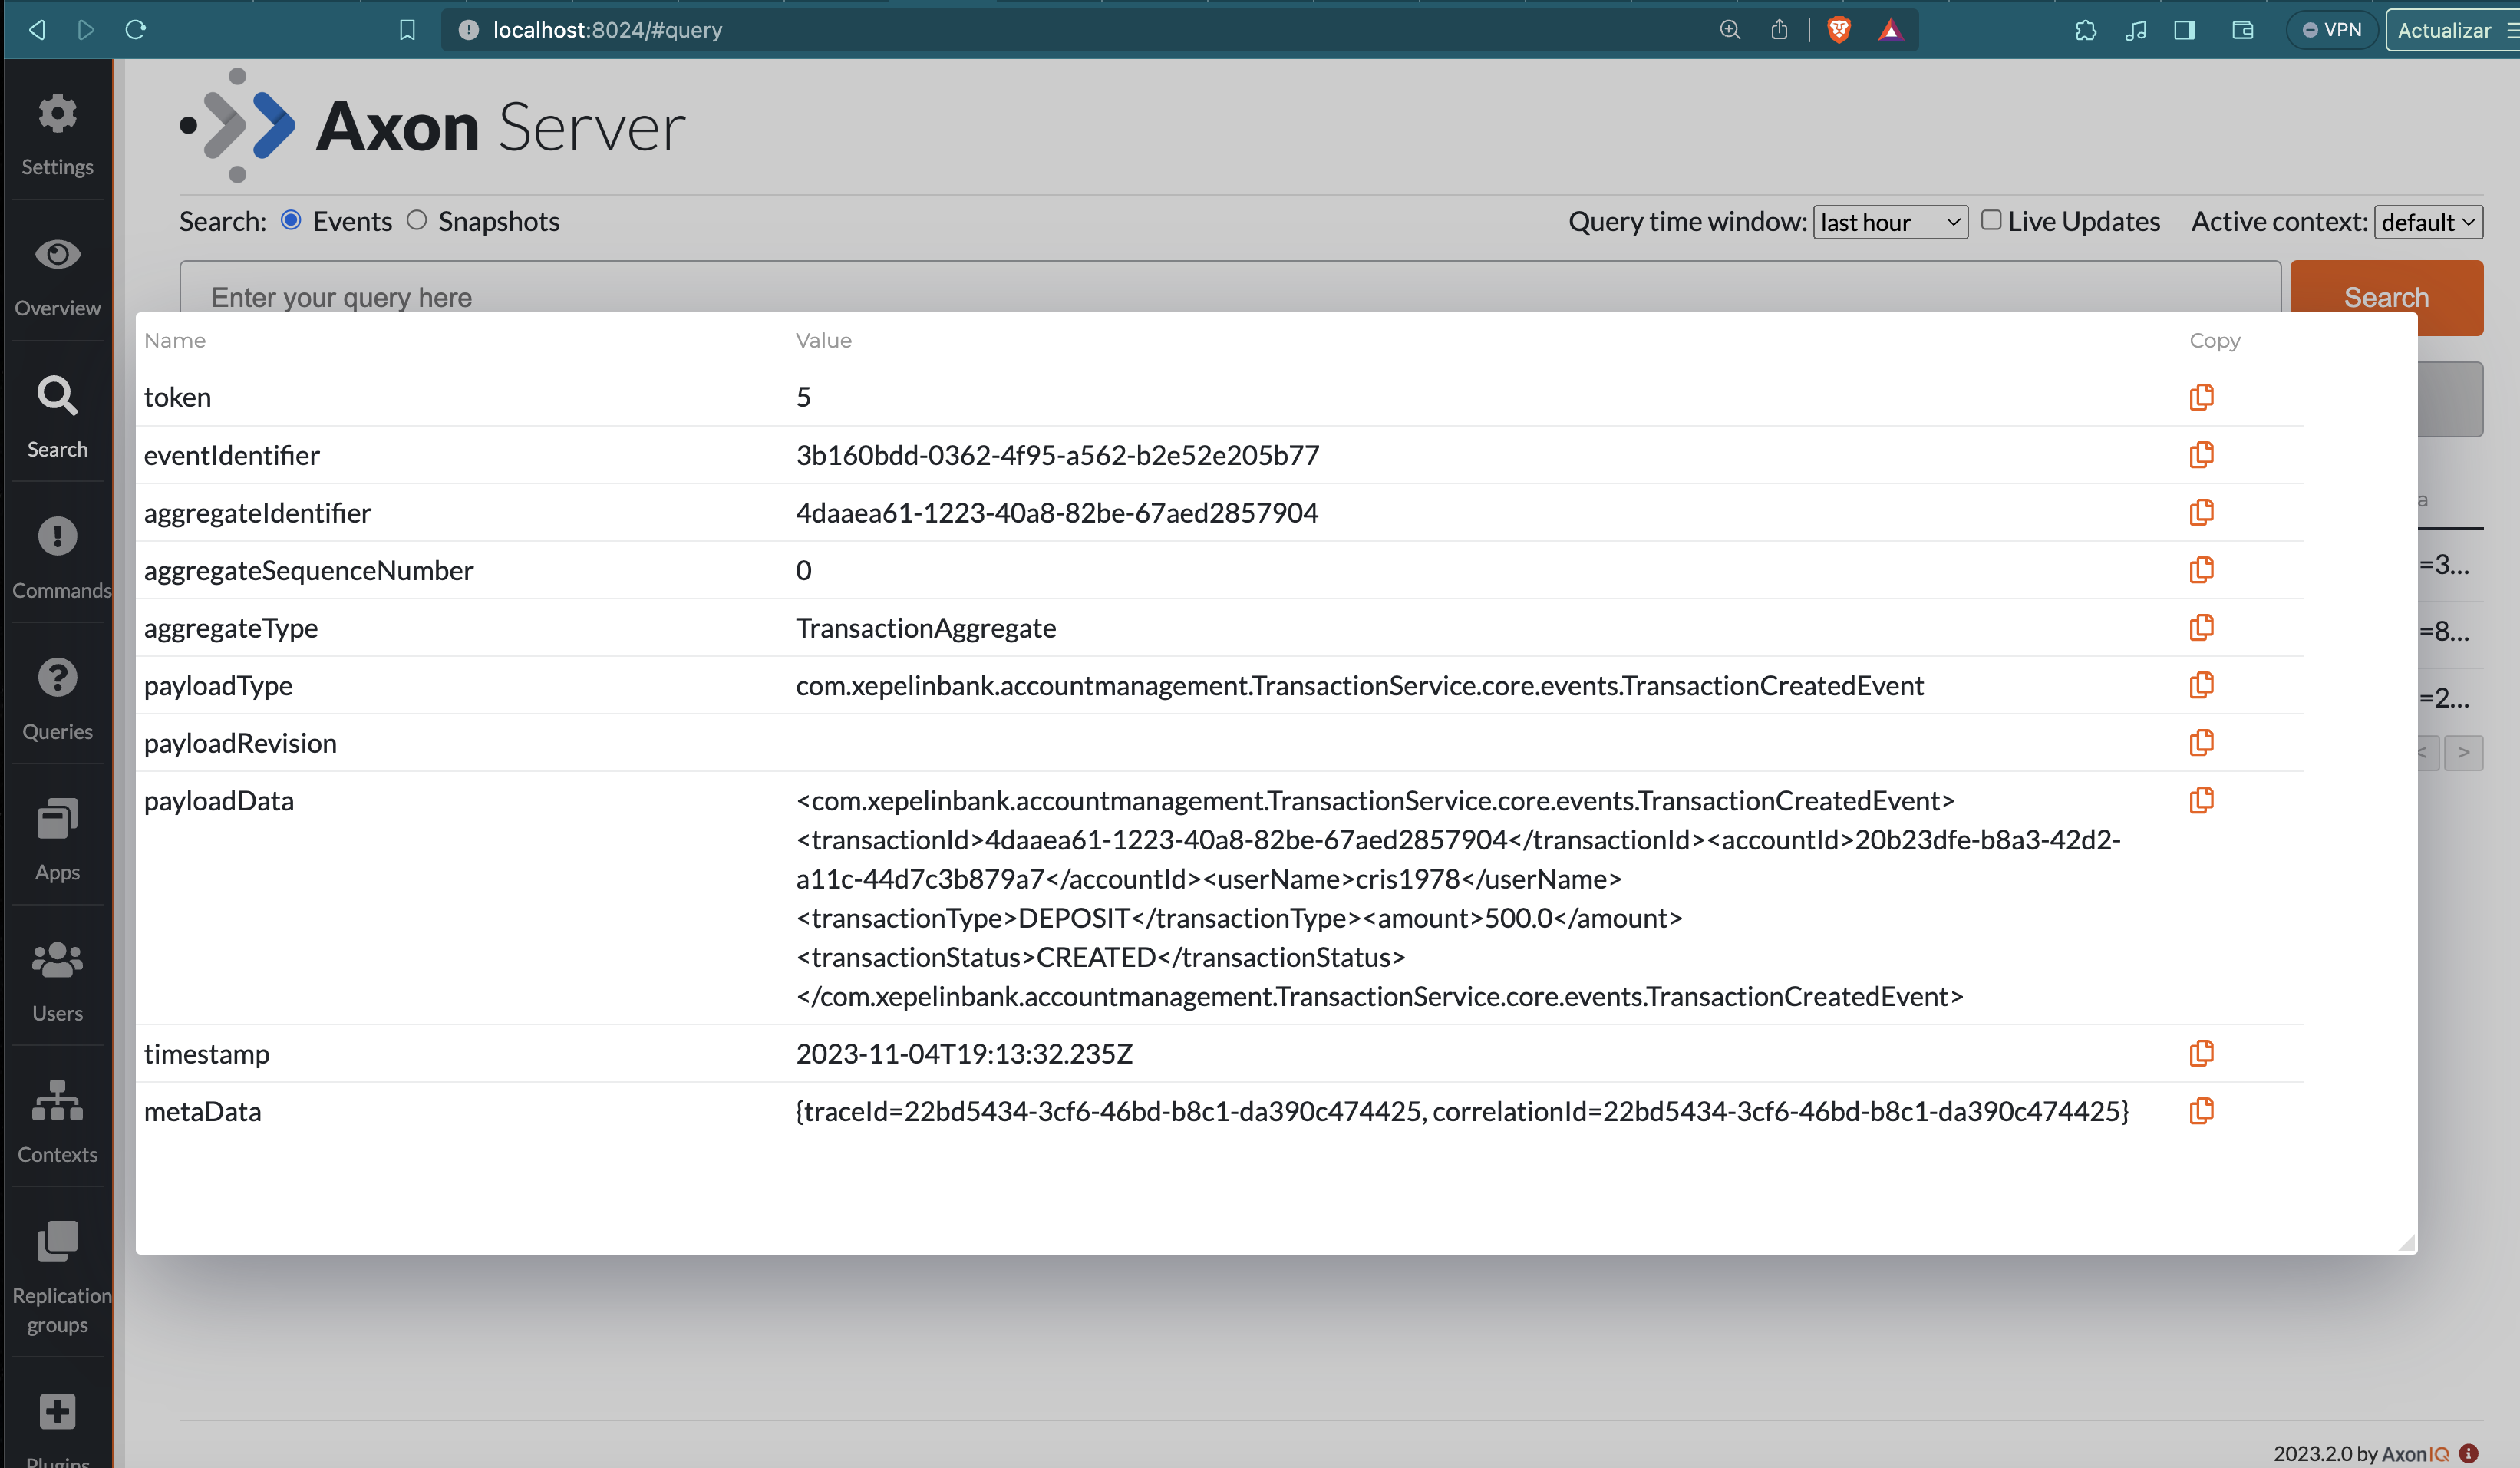 localhost:8024/#query
VPN
Actualizar
Settings
Overview
Search
Commands
Queries
Apps
Users
Contexts
Replication
groups
Plugins
Axon Server
Search: Events Snapshots
Query time window: last hour Live Updates Active context: default
Enter your query here
Search
Name Value Copy
token 5
eventIdentifier 3b160bdd-0362-4f95-a562-b2e52e205b77
aggregateIdentifier 4daaea61-1223-40a8-82be-67aed2857904
aggregateSequenceNumber 0
aggregateType TransactionAggregate
payloadType com.xepelinbank.accountmanagement.TransactionService.core.events.TransactionCreatedEvent
payloadRevision
payloadData <com.xepelinbank.accountmanagement.TransactionService.core.events.TransactionCreatedEvent>
<transactionId>4daaea61-1223-40a8-82be-67aed2857904</transactionId><accountId>20b23dfe-b8a3-42d2-
a11c-44d7c3b879a7</accountId><userName>cris1978</userName>
<transactionType>DEPOSIT</transactionType><amount>500.0</amount>
<transactionStatus>CREATED</transactionStatus>
</com.xepelinbank.accountmanagement.TransactionService.core.events.TransactionCreatedEvent>
timestamp 2023-11-04T19:13:32.235Z
metaData {traceId=22bd5434-3cf6-46bd-b8c1-da390c474425, correlationId=22bd5434-3cf6-46bd-b8c1-da390c474425}
a
=3...
=8...
=2...
< >
2023.2.0 by AxonIQ